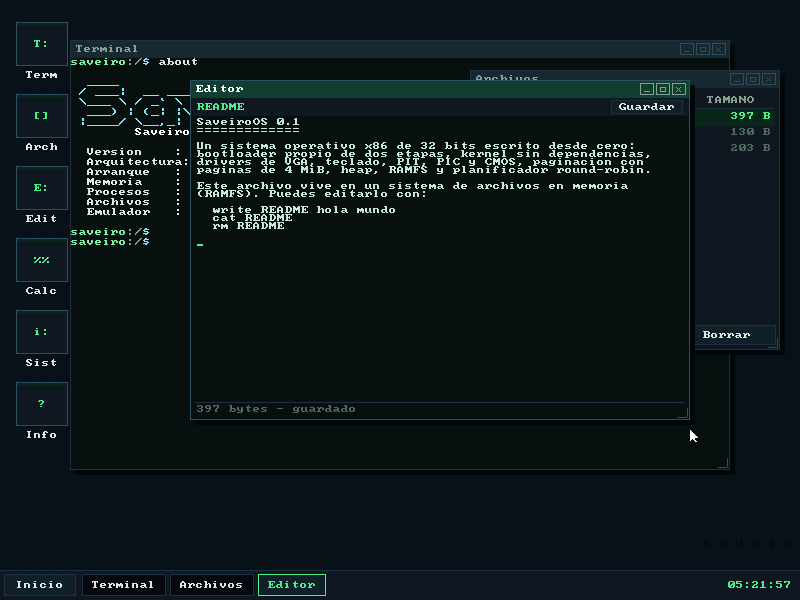 T:
Term
[]
Arch
E:
Edit
%%
Calc
i:
Sist
?
Info
Terminal
saveiro:/$ about
Saveiro
Version :
Arquitectura:
Arranque :
Memoria :
Procesos :
Archivos :
Emulador :
saveiro:/$
saveiro:/$
Archivos
TAMANO
397 B
130 B
203 B
Borrar
Editor
README
Guardar
SaveiroOS 0.1
=============
Un sistema operativo x86 de 32 bits escrito desde cero:
bootloader propio de dos etapas, kernel sin dependencias,
drivers de VGA, teclado, PIT, PIC y CMOS, paginacion con
paginas de 4 MiB, heap, RAMFS y planificador round-robin.
Este archivo vive en un sistema de archivos en memoria
(RAMFS). Puedes editarlo con:
write README hola mundo
cat README
rm README
397 bytes - guardado
S A V E I R
Inicio
Terminal
Archivos
Editor
05:21:57